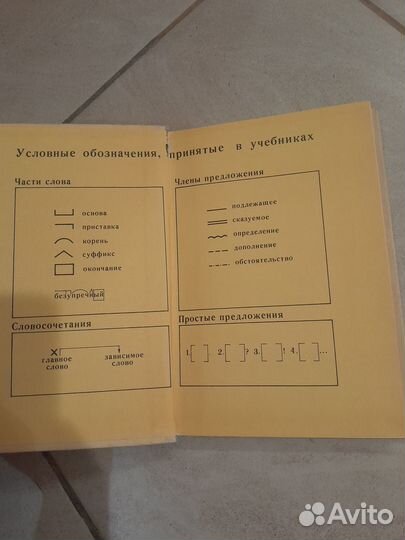 Условные обозначения, принятые в учебниках
Части слова
основа
приставка
корень
суффикс
окончание
безупречный
Словосочетания
главное слово
зависимое слово
Члены предложения
подлежащее
сказуемое
определение
дополнение
обстоятельство
Простые предложения
1. [ ]. 2. [ ]? 3. [ ]! 4. [ ]...
Avito